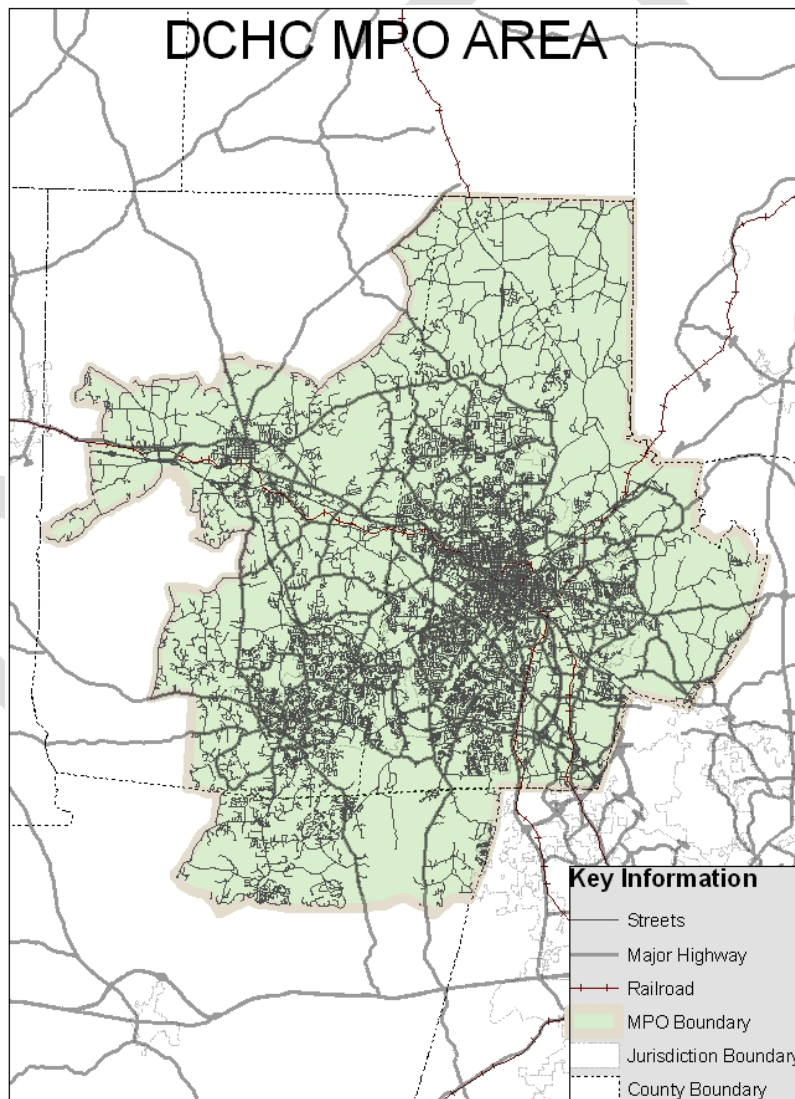 DCHC MPO AREA
Key Information
Streets
Major Highway
Railroad
MPO Boundary
Jurisdiction Boundary
County Boundary